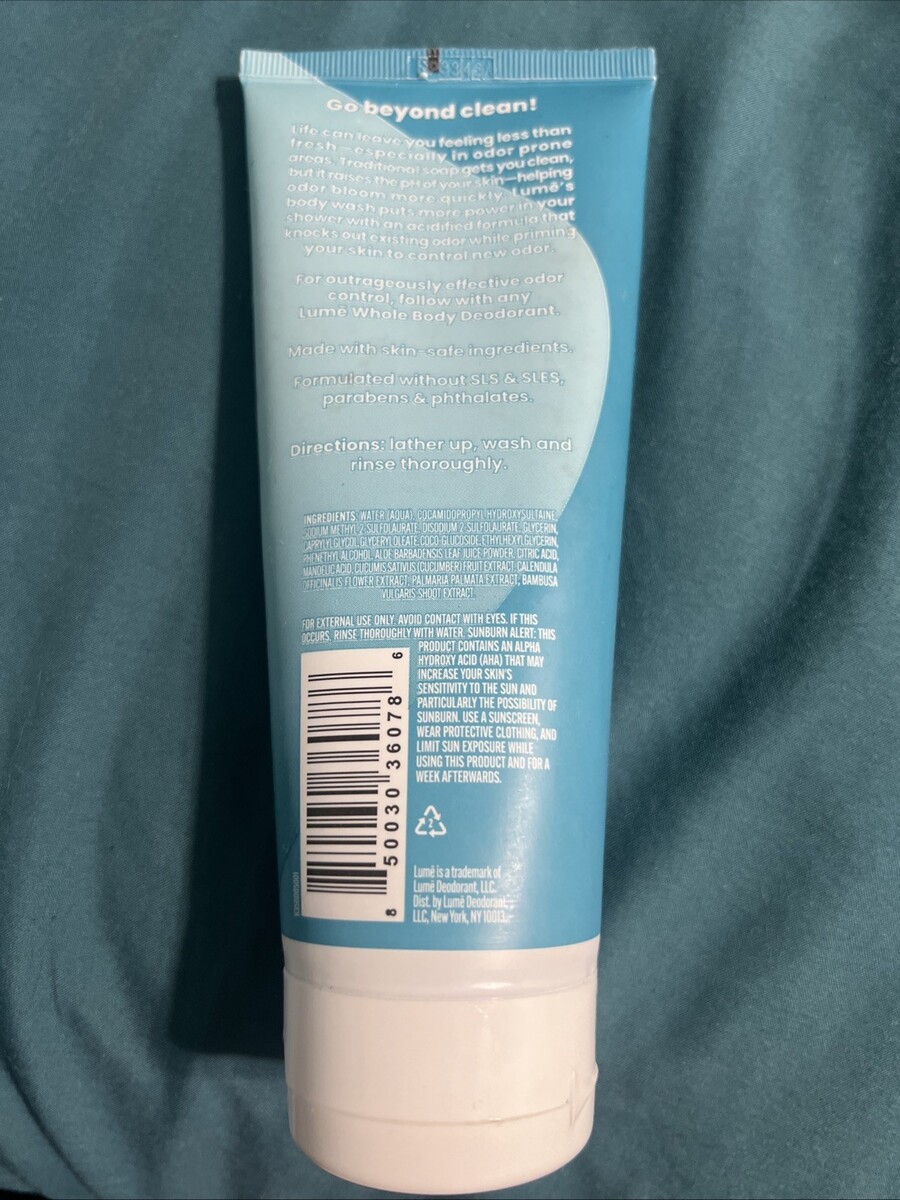 Go beyond clean!
Life can leave you feeling less than
fresh—especially in odor prone
areas. Traditional soap gets you clean,
but it raises the pH of your skin—helping
odor bloom more quickly. Lumē's
body wash puts more power in your
shower with an acidified formula that
knocks out existing odor while priming
your skin to control new odor.
For outrageously effective odor
control, follow with any
Lumē Whole Body Deodorant.
Made with skin-safe ingredients.
Formulated without SLS & SLES,
parabens & phthalates.
Directions: lather up, wash and
rinse thoroughly.
INGREDIENTS: WATER (AQUA), COCAMIDOPROPYL HYDROXYSULTAINE,
SODIUM METHYL 2-SULFOLAURATE, DISODIUM 2-SULFOLAURATE, GLYCERIN,
CAPRYLYL GLYCOL, GLYCERYL OLEATE, COCO-GLUCOSIDE, ETHYLHEXYLGLYCERIN,
PHENETHYL ALCOHOL, ALOE BARBADENSIS LEAF JUICE POWDER, CITRIC ACID,
MANDELIC ACID, CUCUMIS SATIVUS (CUCUMBER) FRUIT EXTRACT, CALENDULA
OFFICINALIS FLOWER EXTRACT, PALMARIA PALMATA EXTRACT, BAMBUSA
VULGARIS SHOOT EXTRACT.
FOR EXTERNAL USE ONLY. AVOID CONTACT WITH EYES. IF THIS
OCCURS, RINSE THOROUGHLY WITH WATER. SUNBURN ALERT: THIS
PRODUCT CONTAINS AN ALPHA
HYDROXY ACID (AHA) THAT MAY
INCREASE YOUR SKIN'S
SENSITIVITY TO THE SUN AND
PARTICULARLY THE POSSIBILITY OF
SUNBURN. USE A SUNSCREEN,
WEAR PROTECTIVE CLOTHING, AND
LIMIT SUN EXPOSURE WHILE
USING THIS PRODUCT AND FOR A
WEEK AFTERWARDS.
8 50030 36078 6
2
Lumē is a trademark of
Lumē Deodorant, LLC.
Dist. by Lumē Deodorant,
LLC, New York, NY 10013.